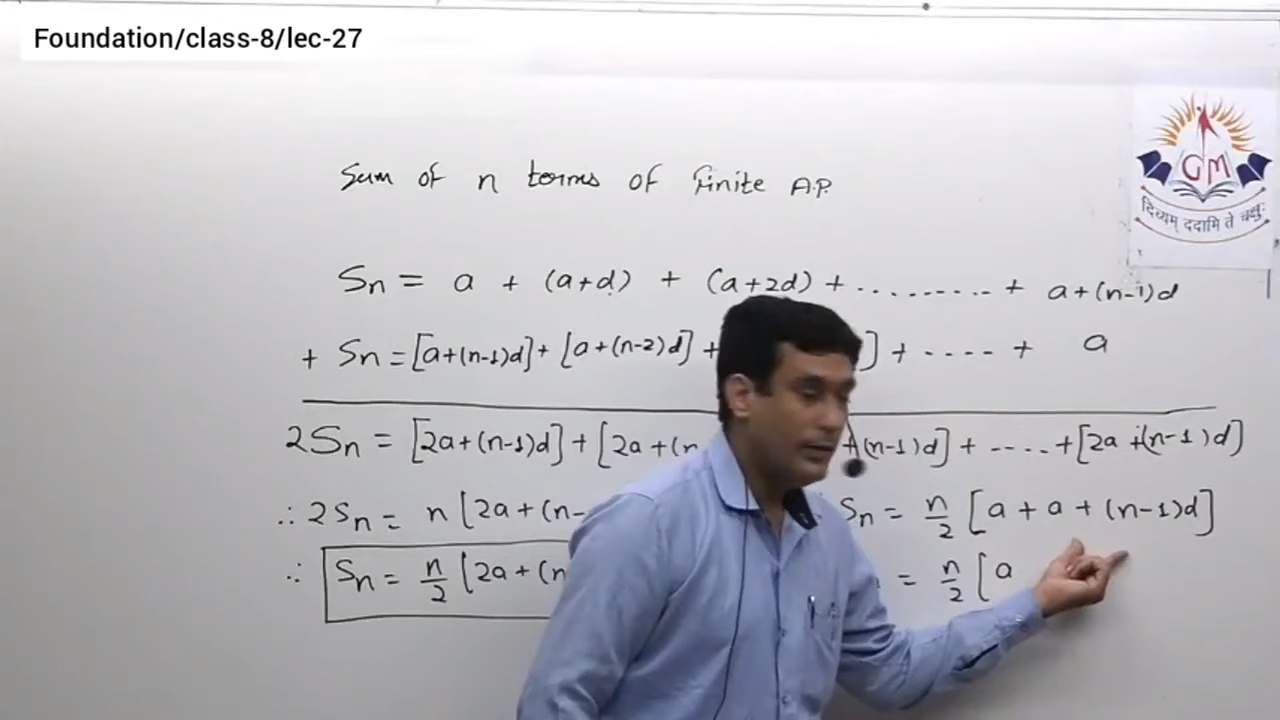 Foundation/class-8/lec-27
GM
दिव्यम् ददामि ते चक्षुः
Sum of n terms of Finite A.P.
Sn = a + (a+d) + (a+2d) + ......... + a+(n-1)d
+ Sn = [a+(n-1)d] + [a+(n-2)d] + ] + .... + a
2Sn = [2a+(n-1)d] + [2a+(n +(n-1)d] + .... + [2a+(n-1)d]
∴ 2Sn = n[2a+(n- Sn = n/2 [a + a + (n-1)d]
∴ Sn = n/2 [2a+(n = n/2 [a